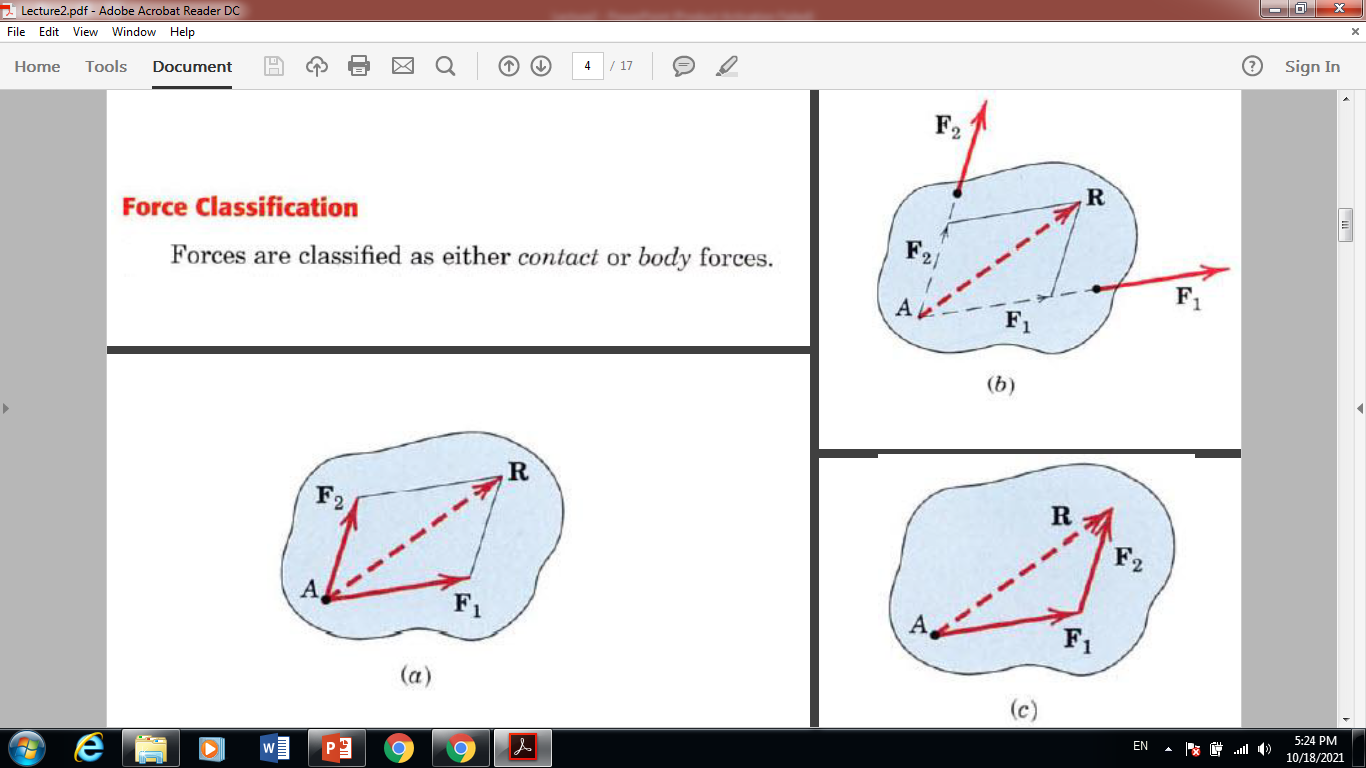 Lecture2.pdf - Adobe Acrobat Reader DC
File Edit View Window Help
Home Tools Document 4 / 17 Sign In
Force Classification
Forces are classified as either contact or body forces.
F2
R
F2
A
F1
F1
(b)
F2
R
A
F1
(a)
R
F2
A
F1
(c)
EN
5:24 PM
10/18/2021